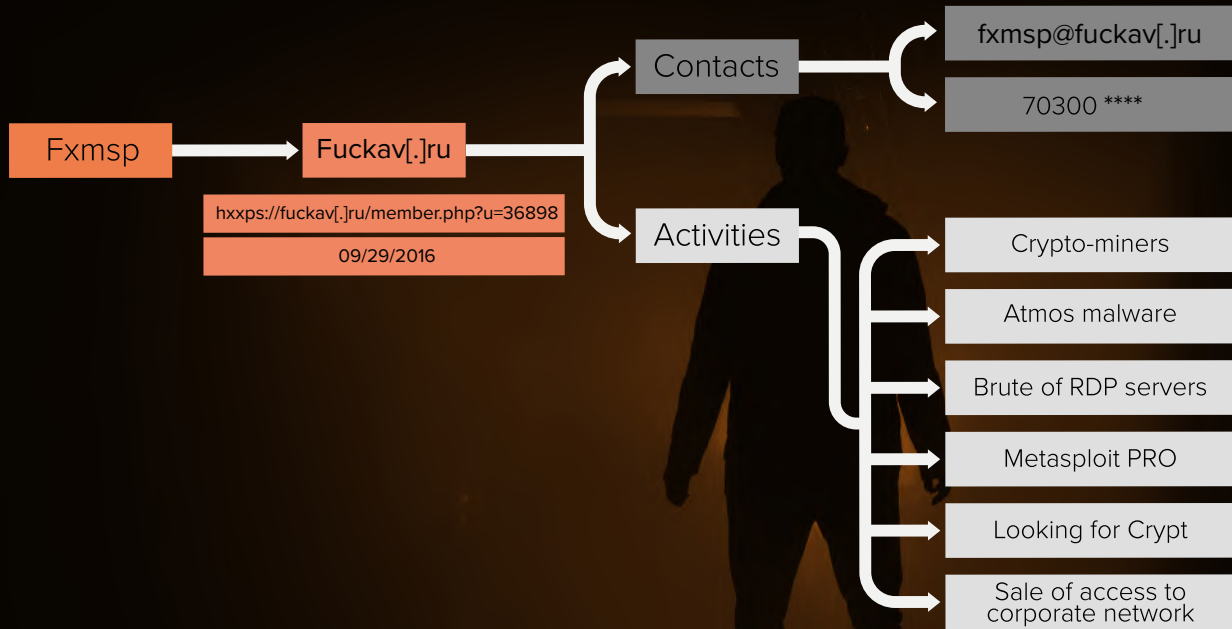 Fxmsp
Fuckav[.]ru
hxxps://fuckav[.]ru/member.php?u=36898
09/29/2016
Contacts
fxmsp@fuckav[.]ru
70300 ****
Activities
Crypto-miners
Atmos malware
Brute of RDP servers
Metasploit PRO
Looking for Crypt
Sale of access to
corporate network